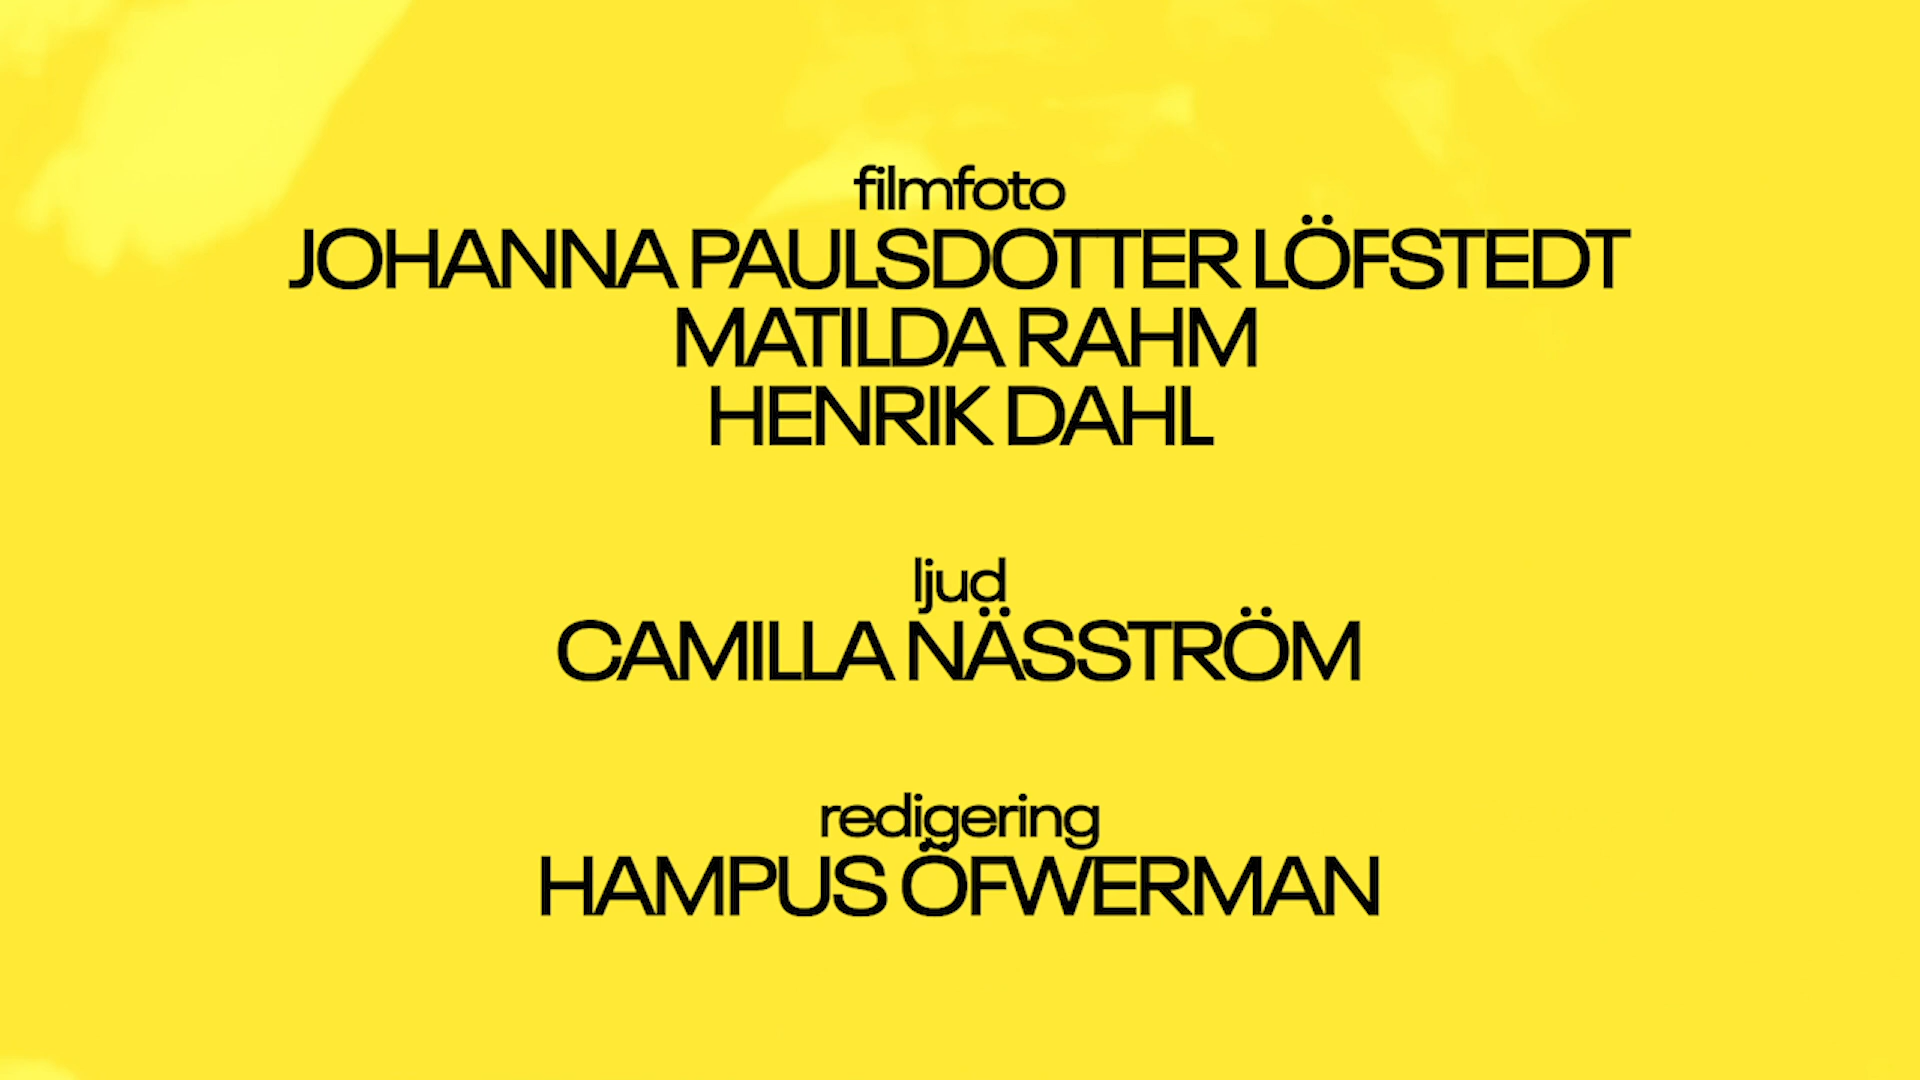 filmfoto
JOHANNA PAULSDOTTER LÖFSTEDT
MATILDA RAHM
HENRIK DAHL
ljud
CAMILLA NÄSSTRÖM
redigering
HAMPUS ÖFWERMAN